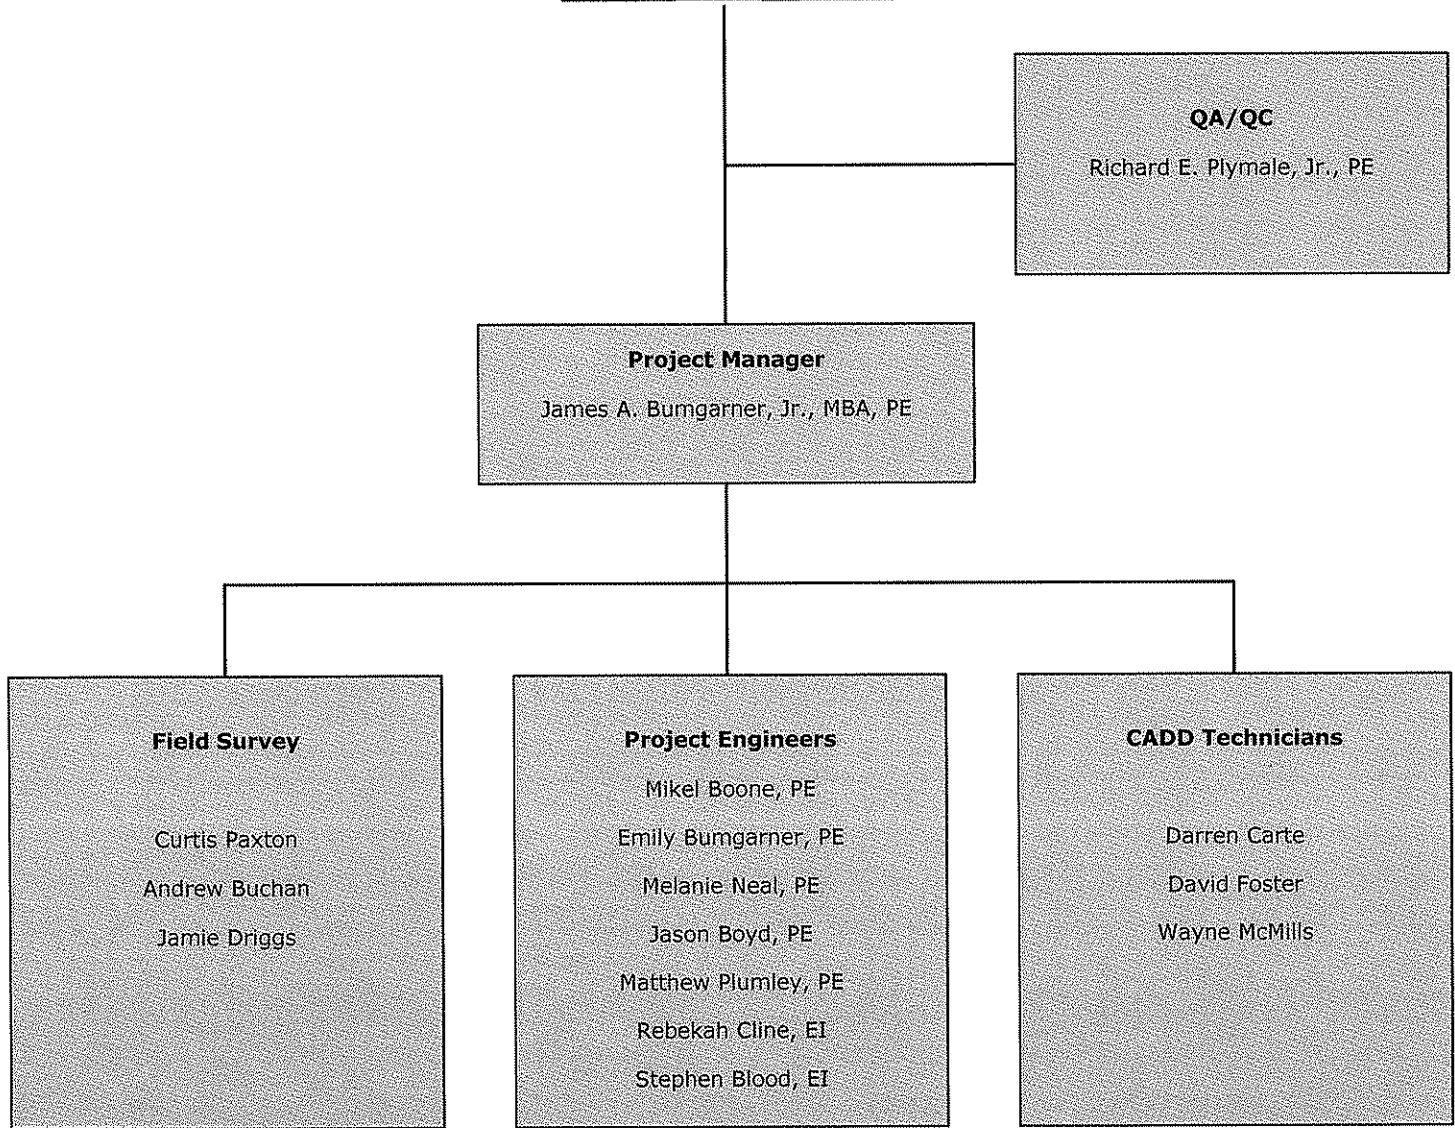 QA/QC
Richard E. Plymale, Jr., PE
Project Manager
James A. Bumgarner, Jr., MBA, PE
Field Survey
Curtis Paxton
Andrew Buchan
Jamie Driggs
Project Engineers
Mikel Boone, PE
Emily Bumgarner, PE
Melanie Neal, PE
Jason Boyd, PE
Matthew Plumley, PE
Rebekah Cline, EI
Stephen Blood, EI
CADD Technicians
Darren Carte
David Foster
Wayne McMills